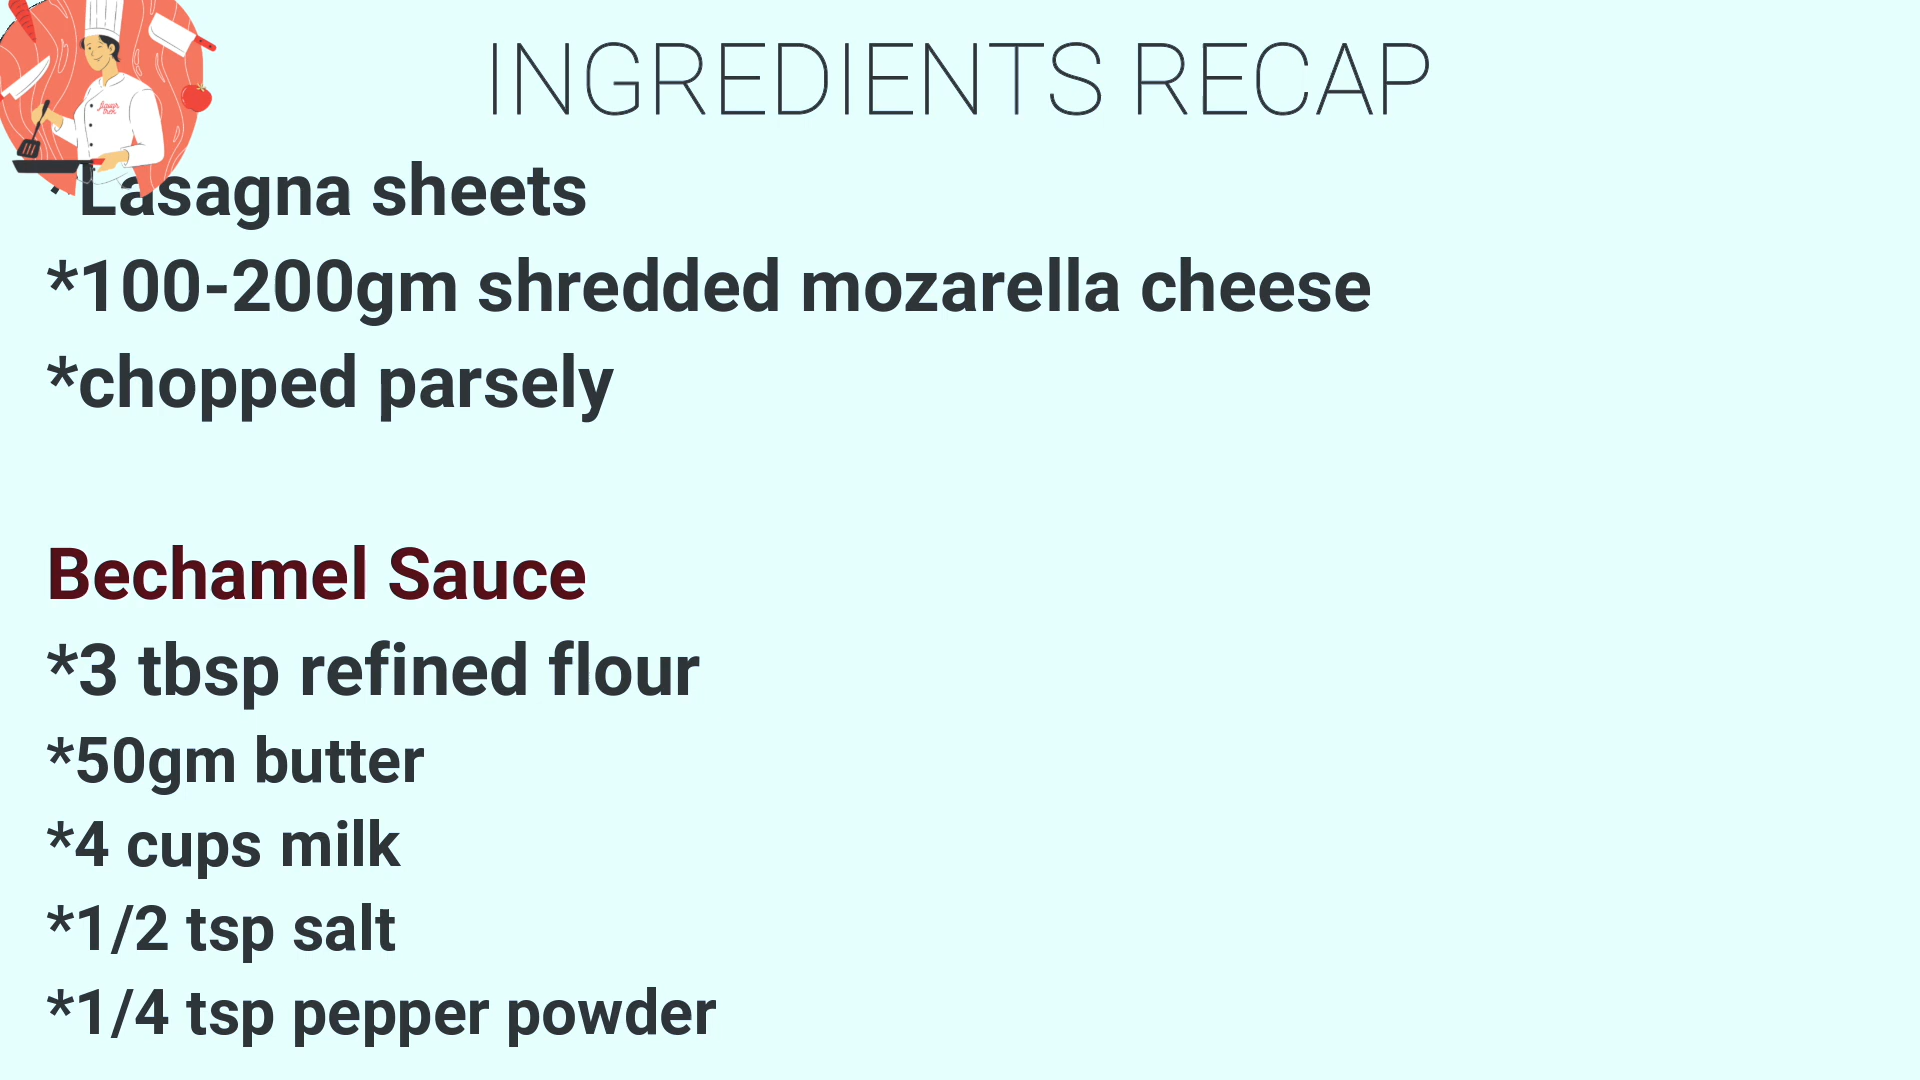 INGREDIENTS RECAP
*Lasagna sheets
*100-200gm shredded mozarella cheese
*chopped parsely
Bechamel Sauce
*3 tbsp refined flour
*50gm butter
*4 cups milk
*1/2 tsp salt
*1/4 tsp pepper powder